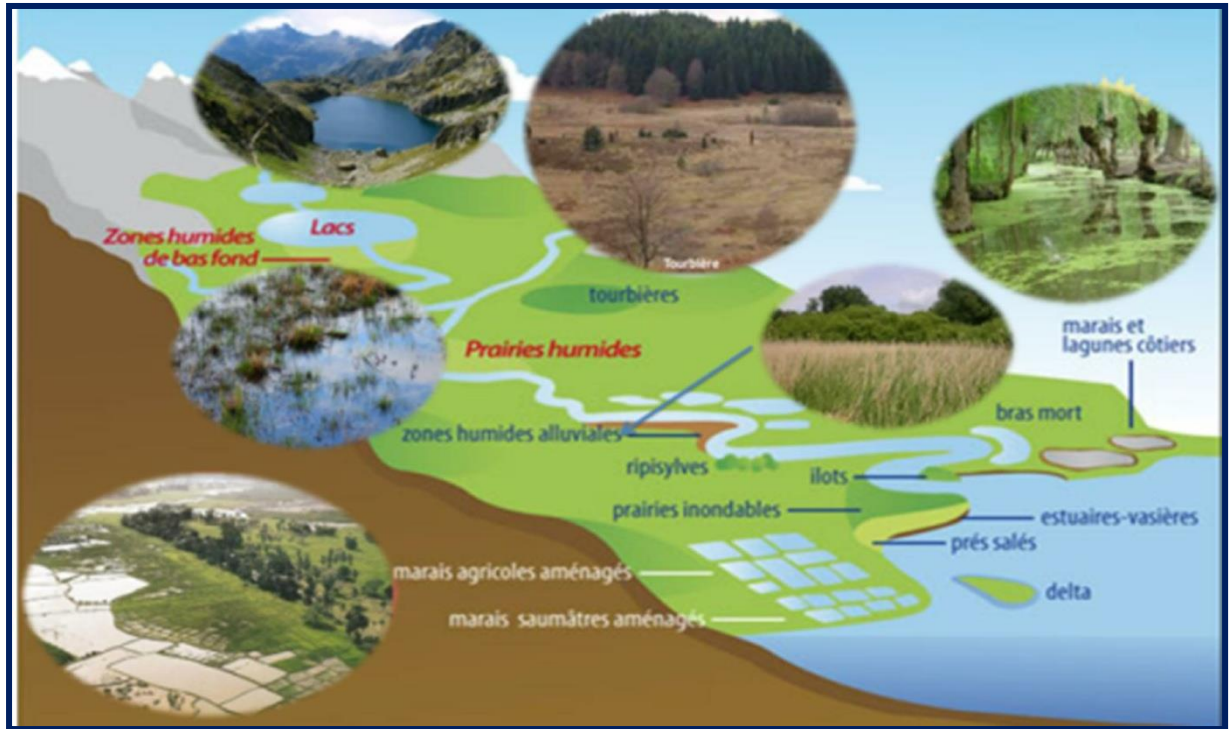 Lacs
Zones humides
de bas fond
Tourbière
tourbières
marais et
lagunes côtiers
Prairies humides
bras mort
zones humides alluviales
ripisylves
ilots
prairies inondables
estuaires-vasières
prés salés
marais agricoles aménagés
delta
marais saumâtres aménagés